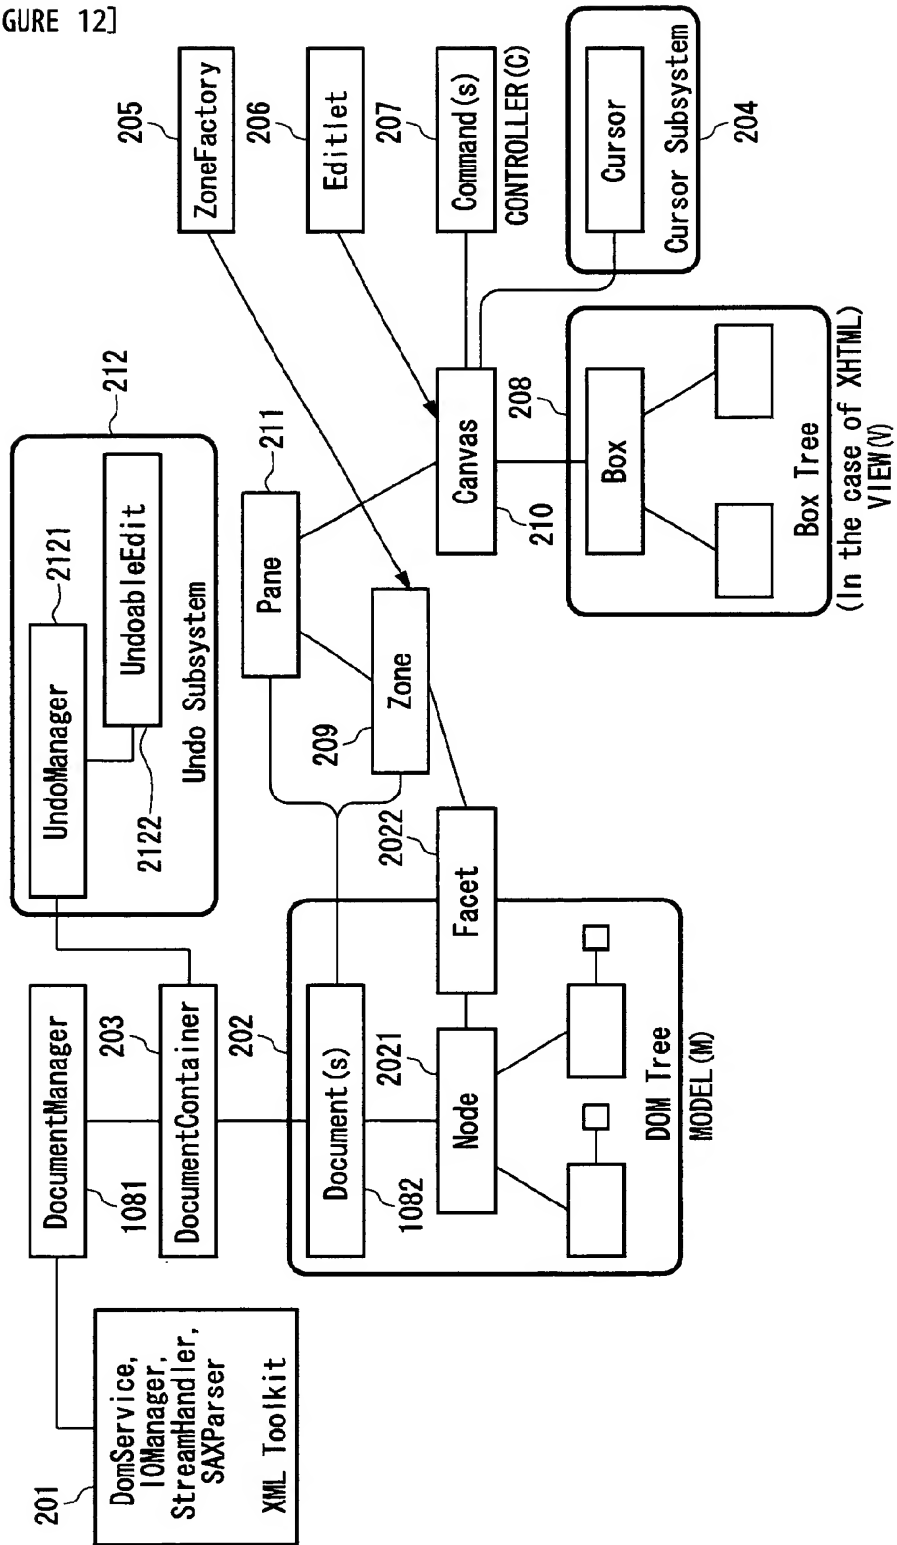 GURE 12]
201
DomService,
IOManager,
StreamHandler,
SAXParser
XML Toolkit
DocumentManager
1081
203
DocumentContainer
202
Document(s)
1082
2021
Node
Facet
2022
DOM Tree
MODEL(M)
UndoManager
2121
212
UndoableEdit
2122
Undo Subsystem
Pane
211
209
Zone
Canvas
210
208
Box
Box Tree
(In the case of XHTML)
VIEW(V)
205
ZoneFactory
206
Editlet
207
Command(s)
CONTROLLER(C)
Cursor
Cursor Subsystem
204